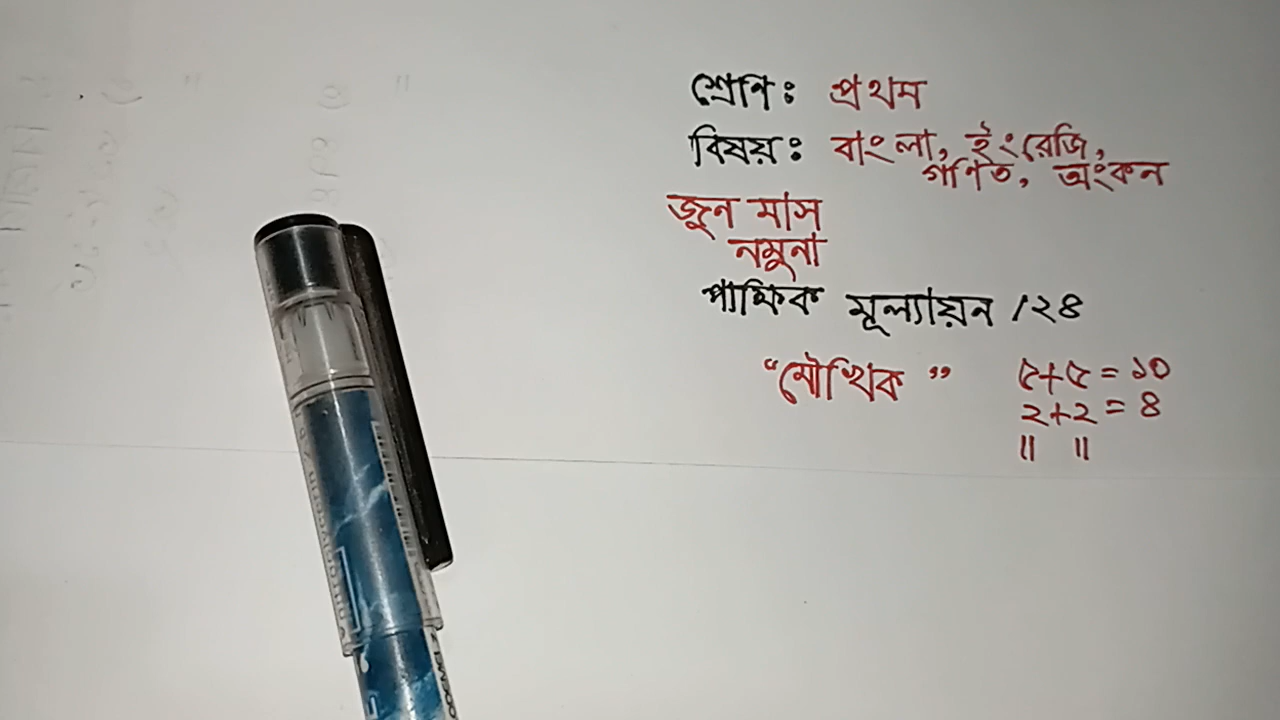 শ্রেণি: প্রথম
বিষয়: বাংলা, ইংরেজি,
গণিত, অংকন
জুন মাস
নমুনা
পাক্ষিক মূল্যায়ন /২৪
"মৌখিক" ৫+৫=১০
২+২=৪
॥ ॥